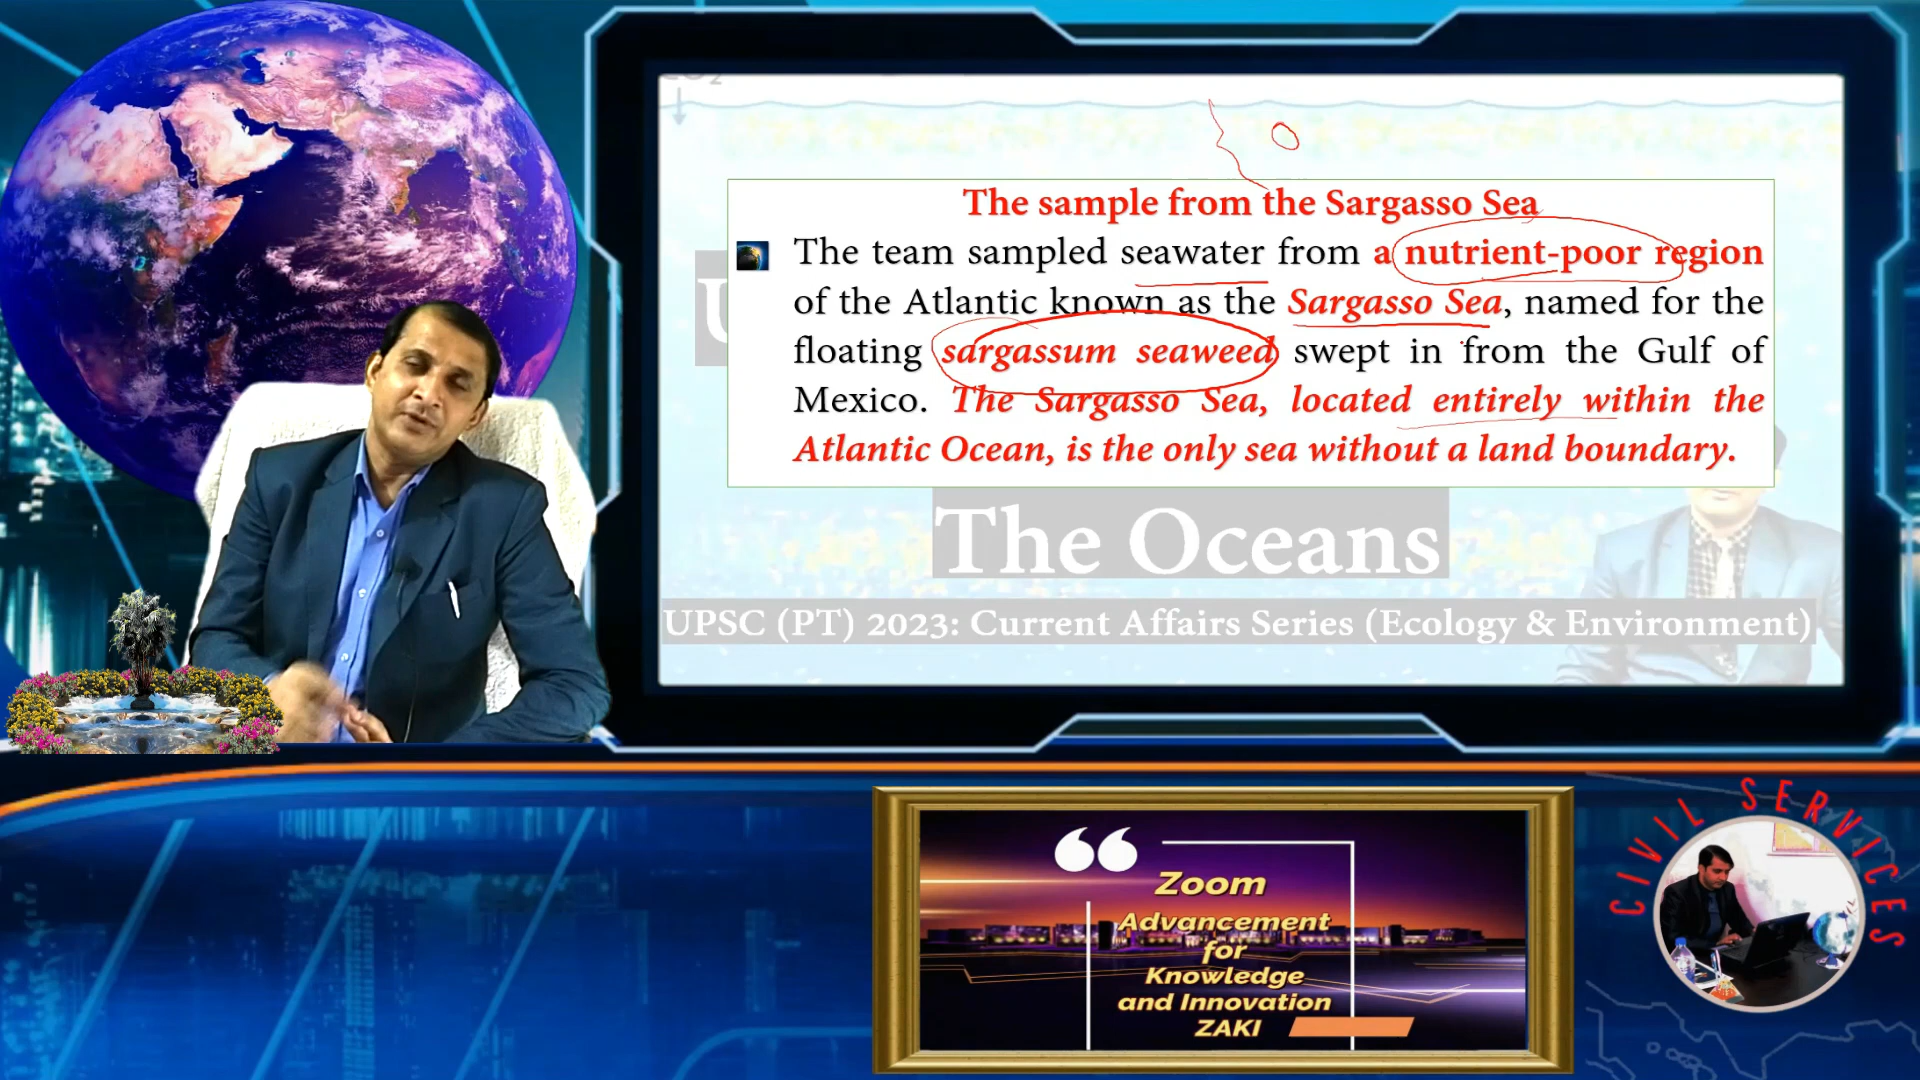 CO₂
The sample from the Sargasso Sea
The team sampled seawater from a nutrient-poor region
of the Atlantic known as the Sargasso Sea, named for the
floating sargassum seaweed swept in from the Gulf of
Mexico. The Sargasso Sea, located entirely within the
Atlantic Ocean, is the only sea without a land boundary.
The Oceans
UPSC (PT) 2023: Current Affairs Series (Ecology & Environment)
Zoom
Advancement
for
Knowledge
and Innovation
ZAKI
CIVIL SERVICES